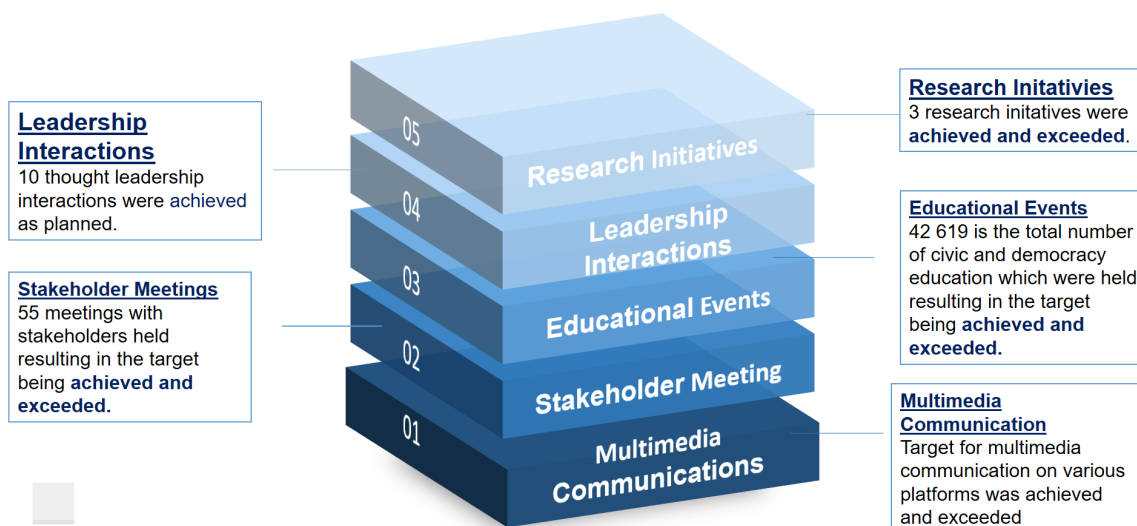 Leadership
Interactions
10 thought leadership
interactions were achieved
as planned.
Stakeholder Meetings
55 meetings with
stakeholders held
resulting in the target
being achieved and
exceeded.
05
Research Initiatives
04
Leadership
Interactions
03
Educational Events
02
Stakeholder Meeting
01
Multimedia
Communications
Research Initativies
3 research initatives were
achieved and exceeded.
Educational Events
42 619 is the total number
of civic and democracy
education which were held
resulting in the target
being achieved and
exceeded.
Multimedia
Communication
Target for multimedia
communication on various
platforms was achieved
and exceeded